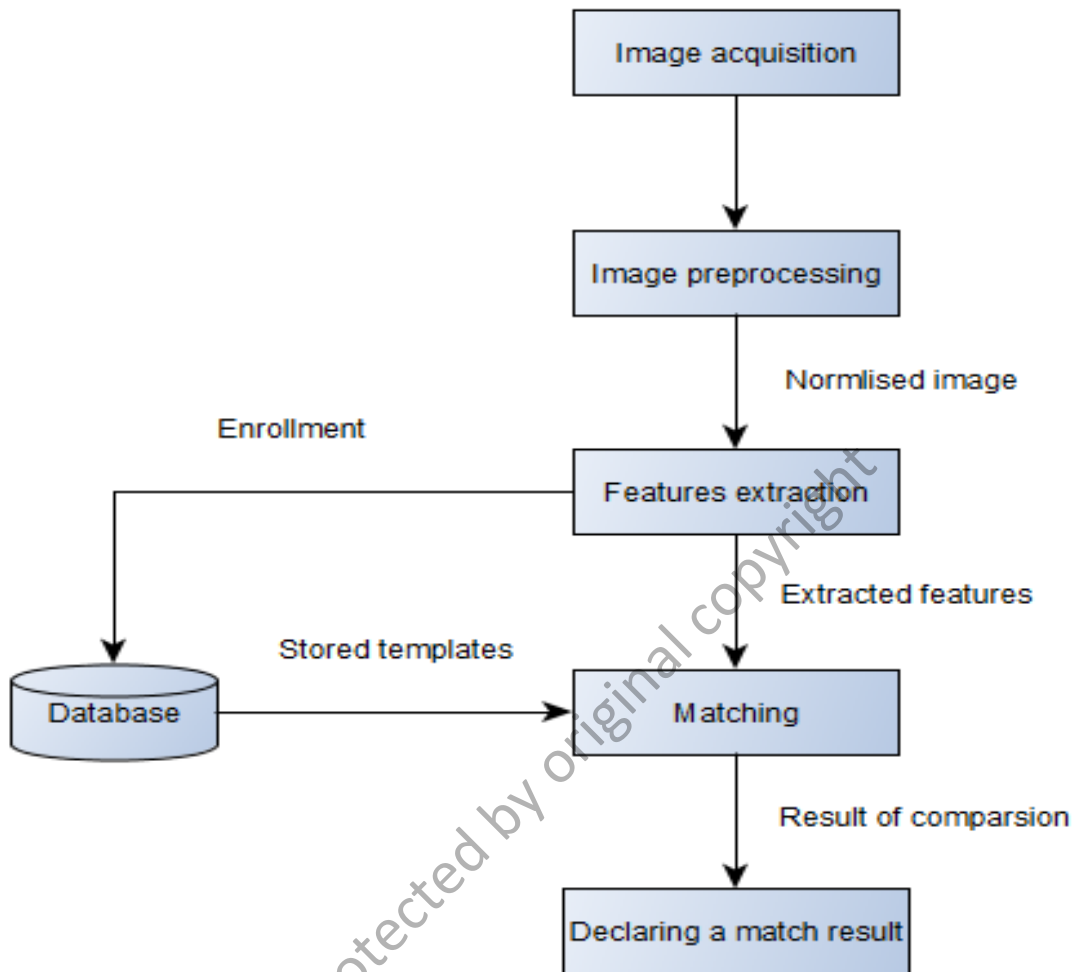 Image acquisition
Image preprocessing
Normlised image
Enrollment
Features extraction
Extracted features
Stored templates
Database
Matching
Result of comparsion
Declaring a match result
otected by original copyright